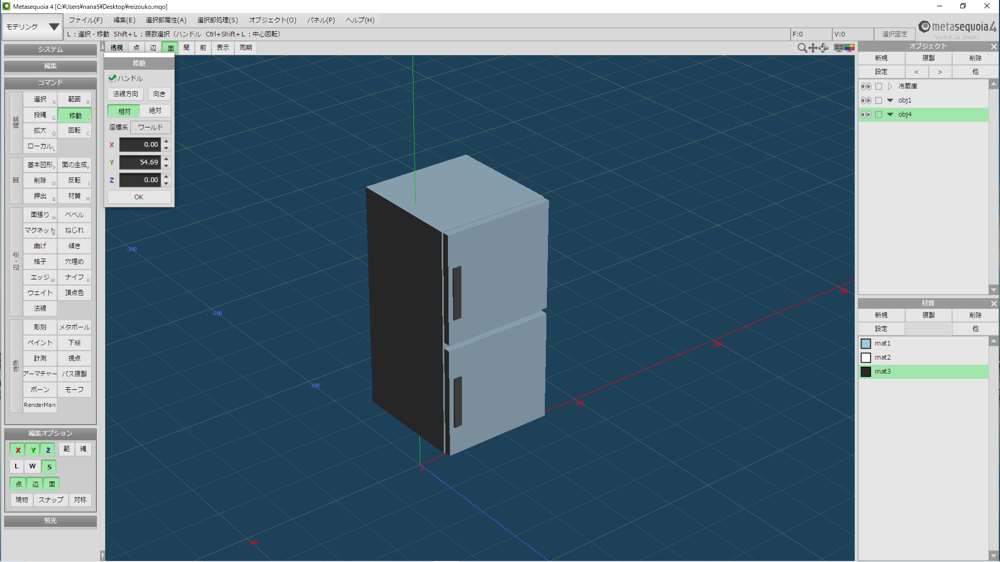 Metasequoia 4 [C:¥Users¥nana5¥Desktop¥reizouko.mqo]
モデリング
ファイル(F) 編集(E) 選択部属性(A) 選択部処理(S) オブジェクト(O) パネル(P) ヘルプ(H)
L：選択・移動 Shift+L：複数選択（ハンドル Ctrl+Shift+L：中心回転）
F:0 V:0 選択固定
metasequoia 4
Ver4.8.1a (64bit)
透視 点 辺 面 簡 前 表示 同期
システム
編集
コマンド
編集
選択 S 範囲 R
投縄 G 移動 V
拡大 Q 回転 C
ローカル L
面
基本図形 P 面の生成 F
削除 D 反転 I
押出 E 材質 M
辺・点
面張り H ベベル
マグネット B ねじれ
曲げ 傾き
格子 穴埋め
エッジ W ナイフ K
ウェイト 頂点色
法線
特殊
彫刻 メタボール
ペイント 下絵
計測 視点
アーマチャー パス複製
ボーン モーフ
RenderMan
編集オプション
X Y Z 範 縄
L W S
点 辺 面
現物 スナップ 対称
照光
移動
ハンドル
法線方向 向き
相対 絶対
座標系 ワールド
X 0.00
Y 54.69
Z 0.00
OK
-300
-200
-100
0
100
200
300
-100
オブジェクト
新規 複製 削除
設定 < > 他
冷蔵庫
obj1
obj4
材質
新規 複製 削除
設定 他
mat1
mat2
mat3